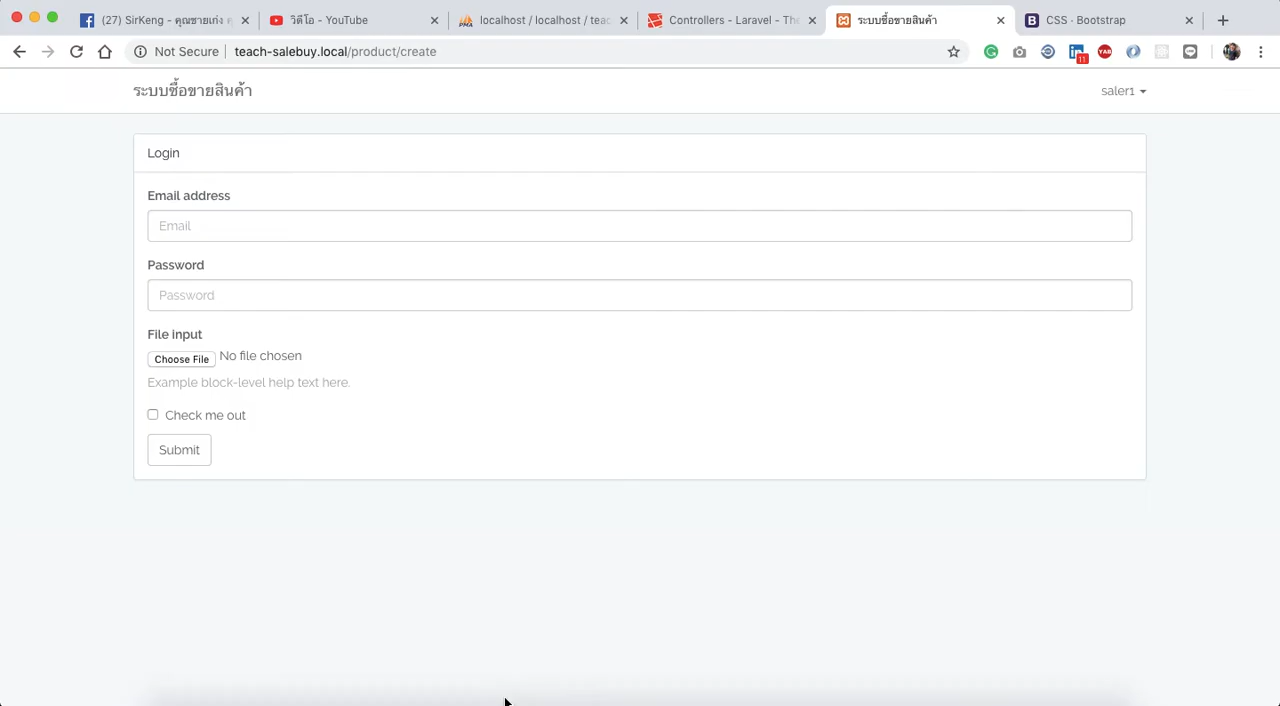 (27) SirKeng - คุณชายเก่ง
วิดีโอ - YouTube
localhost / localhost / teac
Controllers - Laravel - The
ระบบซื้อขายสินค้า
CSS · Bootstrap
Not Secure
teach-salebuy.local/product/create
11
YAB
ระบบซื้อขายสินค้า
saler1
Login
Email address
Email
Password
Password
File input
Choose File No file chosen
Example block-level help text here.
Check me out
Submit